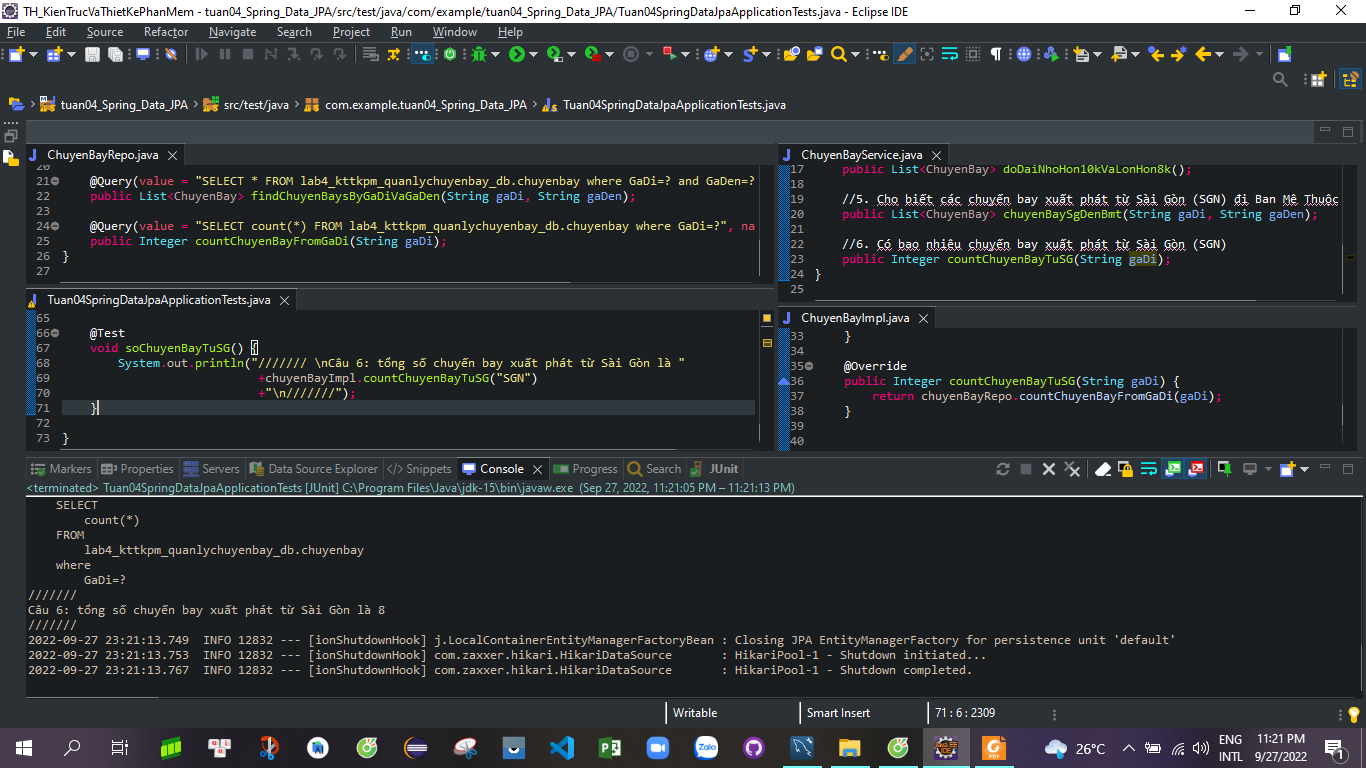 TH_KienTrucVaThietKePhanMem - tuan04_Spring_Data_JPA/src/test/java/com/example/tuan04_Spring_Data_JPA/Tuan04SpringDataJpaApplicationTests.java - Eclipse IDE
File Edit Source Refactor Navigate Search Project Run Window Help
tuan04_Spring_Data_JPA src/test/java com.example.tuan04_Spring_Data_JPA Tuan04SpringDataJpaApplicationTests.java
ChuyenBayRepo.java
20
21 @Query(value = "SELECT * FROM lab4_kttkpm_quanlychuyenbay_db.chuyenbay where GaDi=? and GaDen=?
22 public List<ChuyenBay> findChuyenBaysByGaDiVaGaDen(String gaDi, String gaDen);
23
24 @Query(value = "SELECT count(*) FROM lab4_kttkpm_quanlychuyenbay_db.chuyenbay where GaDi=?", na
25 public Integer countChuyenBayFromGaDi(String gaDi);
26 }
27
ChuyenBayService.java
17 public List<ChuyenBay> doDaiNhoHon10kVaLonHon8k();
18
19 //5. Cho biết các chuyến bay xuất phát từ Sài Gòn (SGN) đi Ban Mê Thuộc
20 public List<ChuyenBay> chuyenBaySgDenBmt(String gaDi, String gaDen);
21
22 //6. Có bao nhiêu chuyến bay xuất phát từ Sài Gòn (SGN)
23 public Integer countChuyenBayTuSG(String gaDi);
24 }
25
Tuan04SpringDataJpaApplicationTests.java
65
66 @Test
67 void soChuyenBayTuSG() {
68 System.out.println("/////// \nCâu 6: tổng số chuyến bay xuất phát từ Sài Gòn là "
69 +chuyenBayImpl.countChuyenBayTuSG("SGN")
70 +"\n///////");
71 }
72
73 }
ChuyenBayImpl.java
33 }
34
35 @Override
36 public Integer countChuyenBayTuSG(String gaDi) {
37 return chuyenBayRepo.countChuyenBayFromGaDi(gaDi);
38 }
39
40
Markers Properties Servers Data Source Explorer Snippets Console Progress Search JUnit
<terminated> Tuan04SpringDataJpaApplicationTests [JUnit] C:\Program Files\Java\jdk-15\bin\javaw.exe (Sep 27, 2022, 11:21:05 PM – 11:21:13 PM)
SELECT
count(*)
FROM
lab4_kttkpm_quanlychuyenbay_db.chuyenbay
where
GaDi=?
///////
Câu 6: tổng số chuyến bay xuất phát từ Sài Gòn là 8
///////
2022-09-27 23:21:13.749 INFO 12832 --- [ionShutdownHook] j.LocalContainerEntityManagerFactoryBean : Closing JPA EntityManagerFactory for persistence unit 'default'
2022-09-27 23:21:13.753 INFO 12832 --- [ionShutdownHook] com.zaxxer.hikari.HikariDataSource : HikariPool-1 - Shutdown initiated...
2022-09-27 23:21:13.767 INFO 12832 --- [ionShutdownHook] com.zaxxer.hikari.HikariDataSource : HikariPool-1 - Shutdown completed.
Writable Smart Insert 71 : 6 : 2309
Zalo 26°C ENG 11:21 PM
INTL 9/27/2022 1